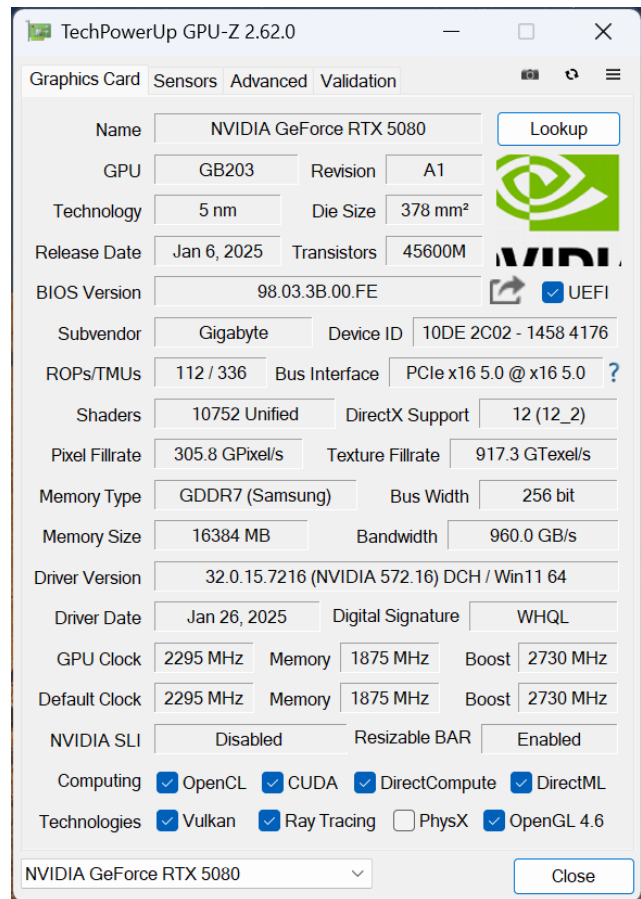 TechPowerUp GPU-Z 2.62.0
Graphics Card Sensors Advanced Validation
Name NVIDIA GeForce RTX 5080 Lookup
GPU GB203 Revision A1
Technology 5 nm Die Size 378 mm²
Release Date Jan 6, 2025 Transistors 45600M
BIOS Version 98.03.3B.00.FE UEFI
Subvendor Gigabyte Device ID 10DE 2C02 - 1458 4176
ROPs/TMUs 112 / 336 Bus Interface PCIe x16 5.0 @ x16 5.0 ?
Shaders 10752 Unified DirectX Support 12 (12_2)
Pixel Fillrate 305.8 GPixel/s Texture Fillrate 917.3 GTexel/s
Memory Type GDDR7 (Samsung) Bus Width 256 bit
Memory Size 16384 MB Bandwidth 960.0 GB/s
Driver Version 32.0.15.7216 (NVIDIA 572.16) DCH / Win11 64
Driver Date Jan 26, 2025 Digital Signature WHQL
GPU Clock 2295 MHz Memory 1875 MHz Boost 2730 MHz
Default Clock 2295 MHz Memory 1875 MHz Boost 2730 MHz
NVIDIA SLI Disabled Resizable BAR Enabled
Computing OpenCL CUDA DirectCompute DirectML
Technologies Vulkan Ray Tracing PhysX OpenGL 4.6
NVIDIA GeForce RTX 5080 Close